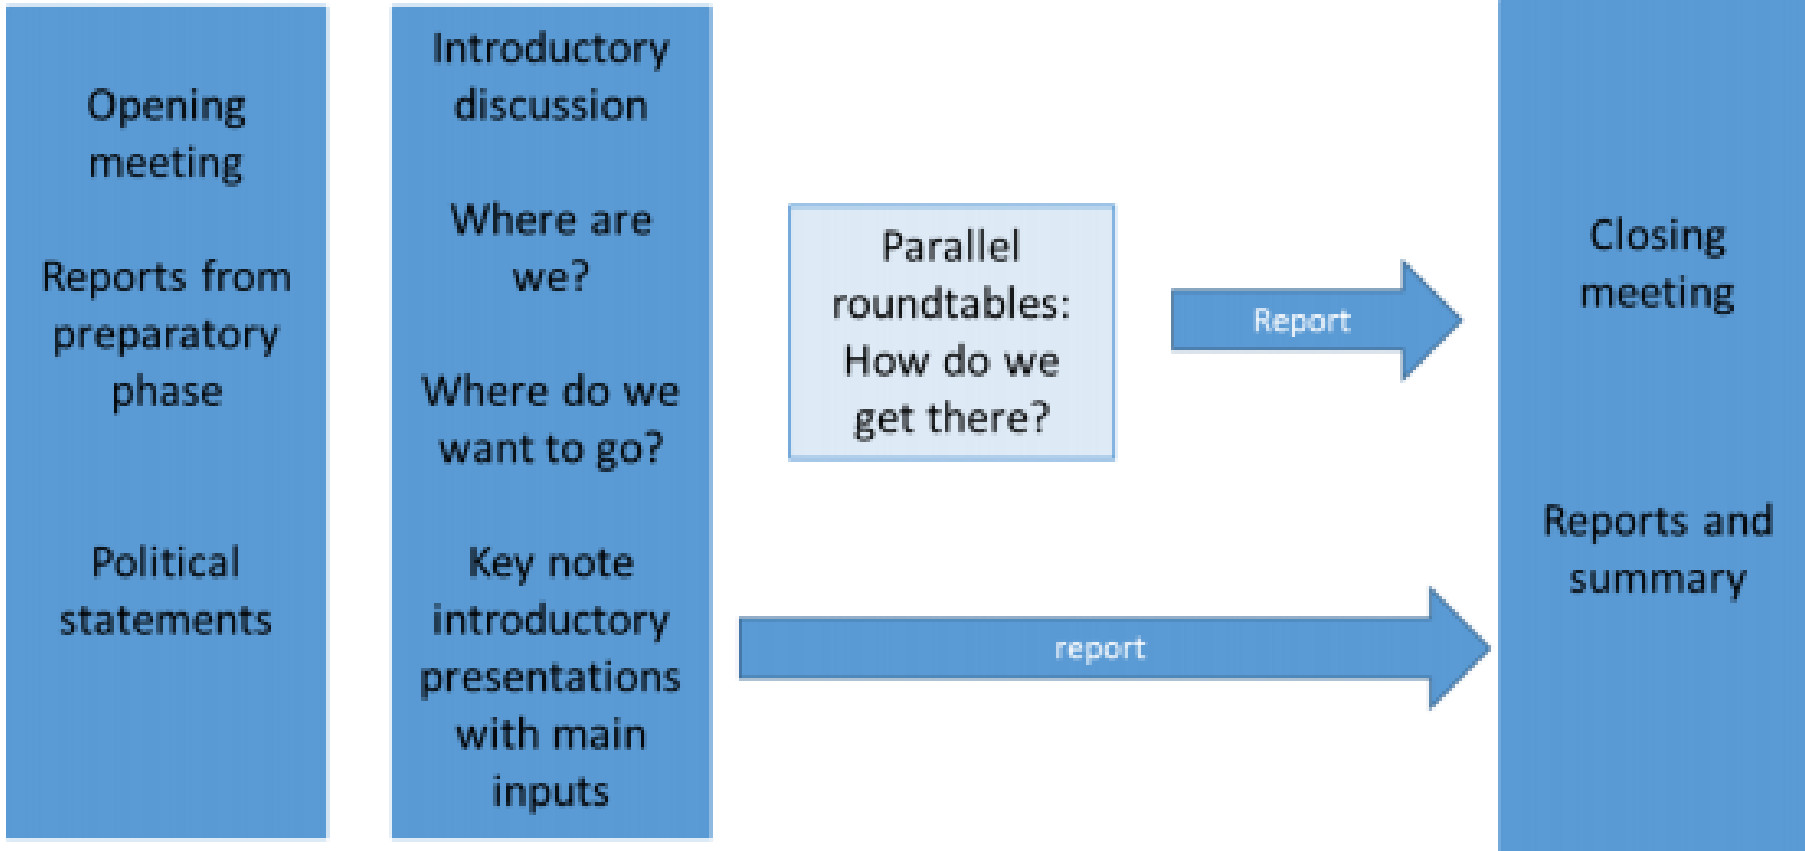 Opening
meeting
Reports from
preparatory
phase
Political
statements
Introductory
discussion
Where are
we?
Where do we
want to go?
Key note
introductory
presentations
with main
inputs
Parallel
roundtables:
How do we
get there?
Report
report
Closing
meeting
Reports and
summary